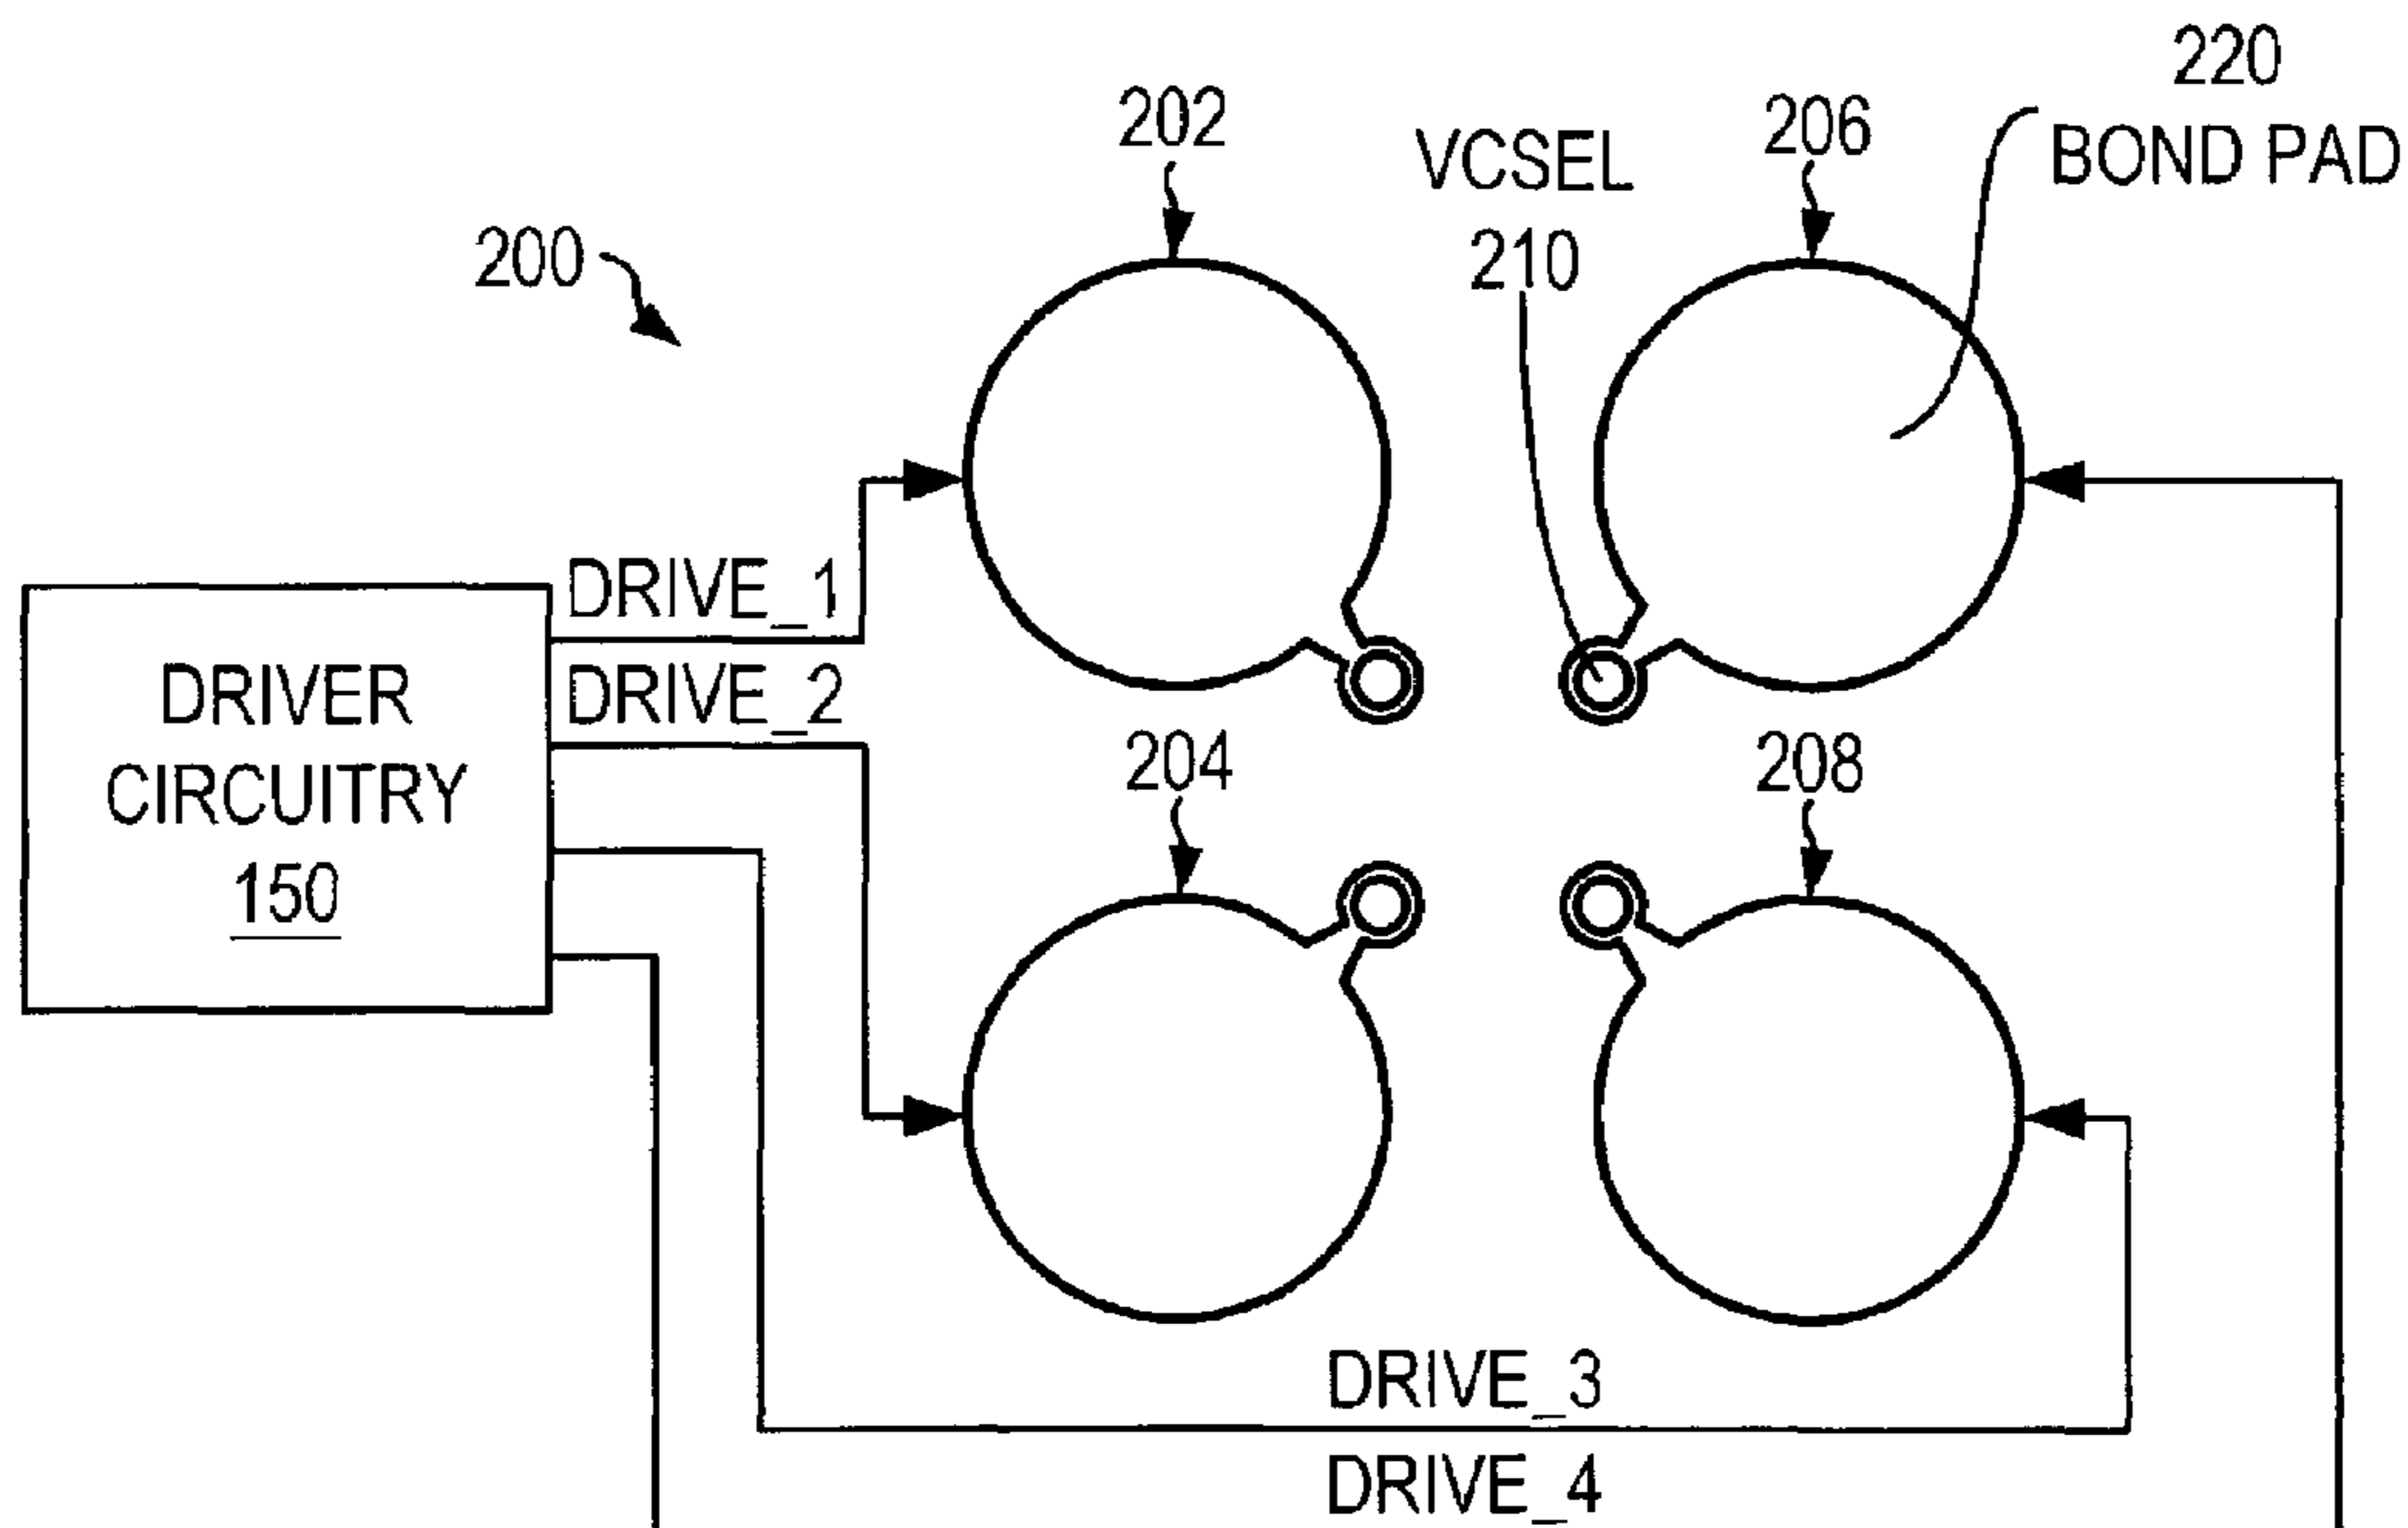 220
202
206
VCSEL
BOND PAD
200
210
DRIVE_1
DRIVER
DRIVE_2
CIRCUITRY
204
208
150
DRIVE_3
DRIVE_4